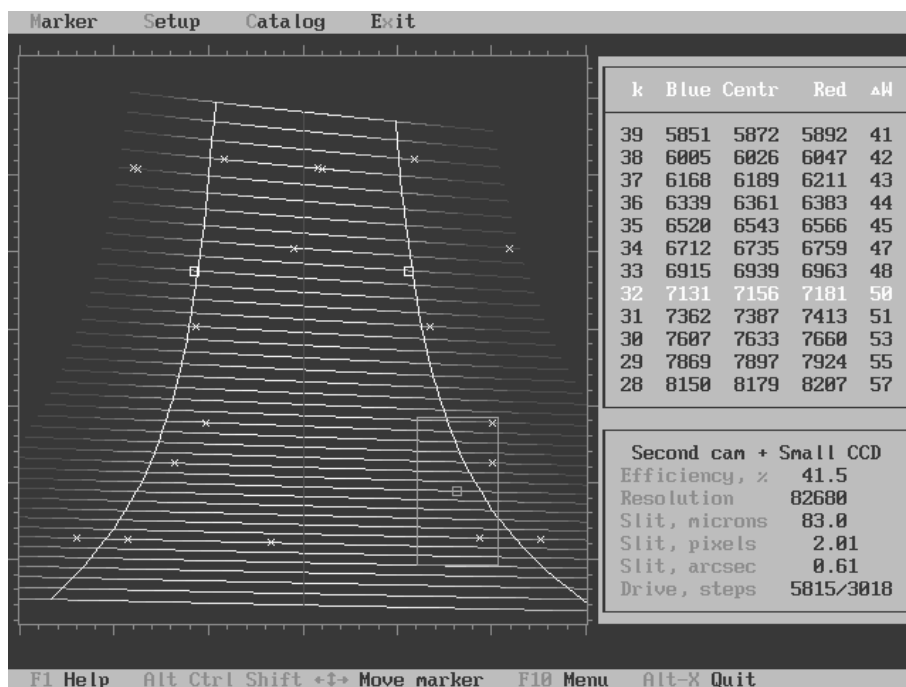 Marker Setup Catalog Exit
k Blue Centr Red ▵W
39 5851 5872 5892 41
38 6005 6026 6047 42
37 6168 6189 6211 43
36 6339 6361 6383 44
35 6520 6543 6566 45
34 6712 6735 6759 47
33 6915 6939 6963 48
32 7131 7156 7181 50
31 7362 7387 7413 51
30 7607 7633 7660 53
29 7869 7897 7924 55
28 8150 8179 8207 57
Second cam + Small CCD
Efficiency, % 41.5
Resolution 82680
Slit, microns 83.0
Slit, pixels 2.01
Slit, arcsec 0.61
Drive, steps 5815/3018
F1 Help Alt Ctrl Shift ←↕→ Move marker F10 Menu Alt-X Quit